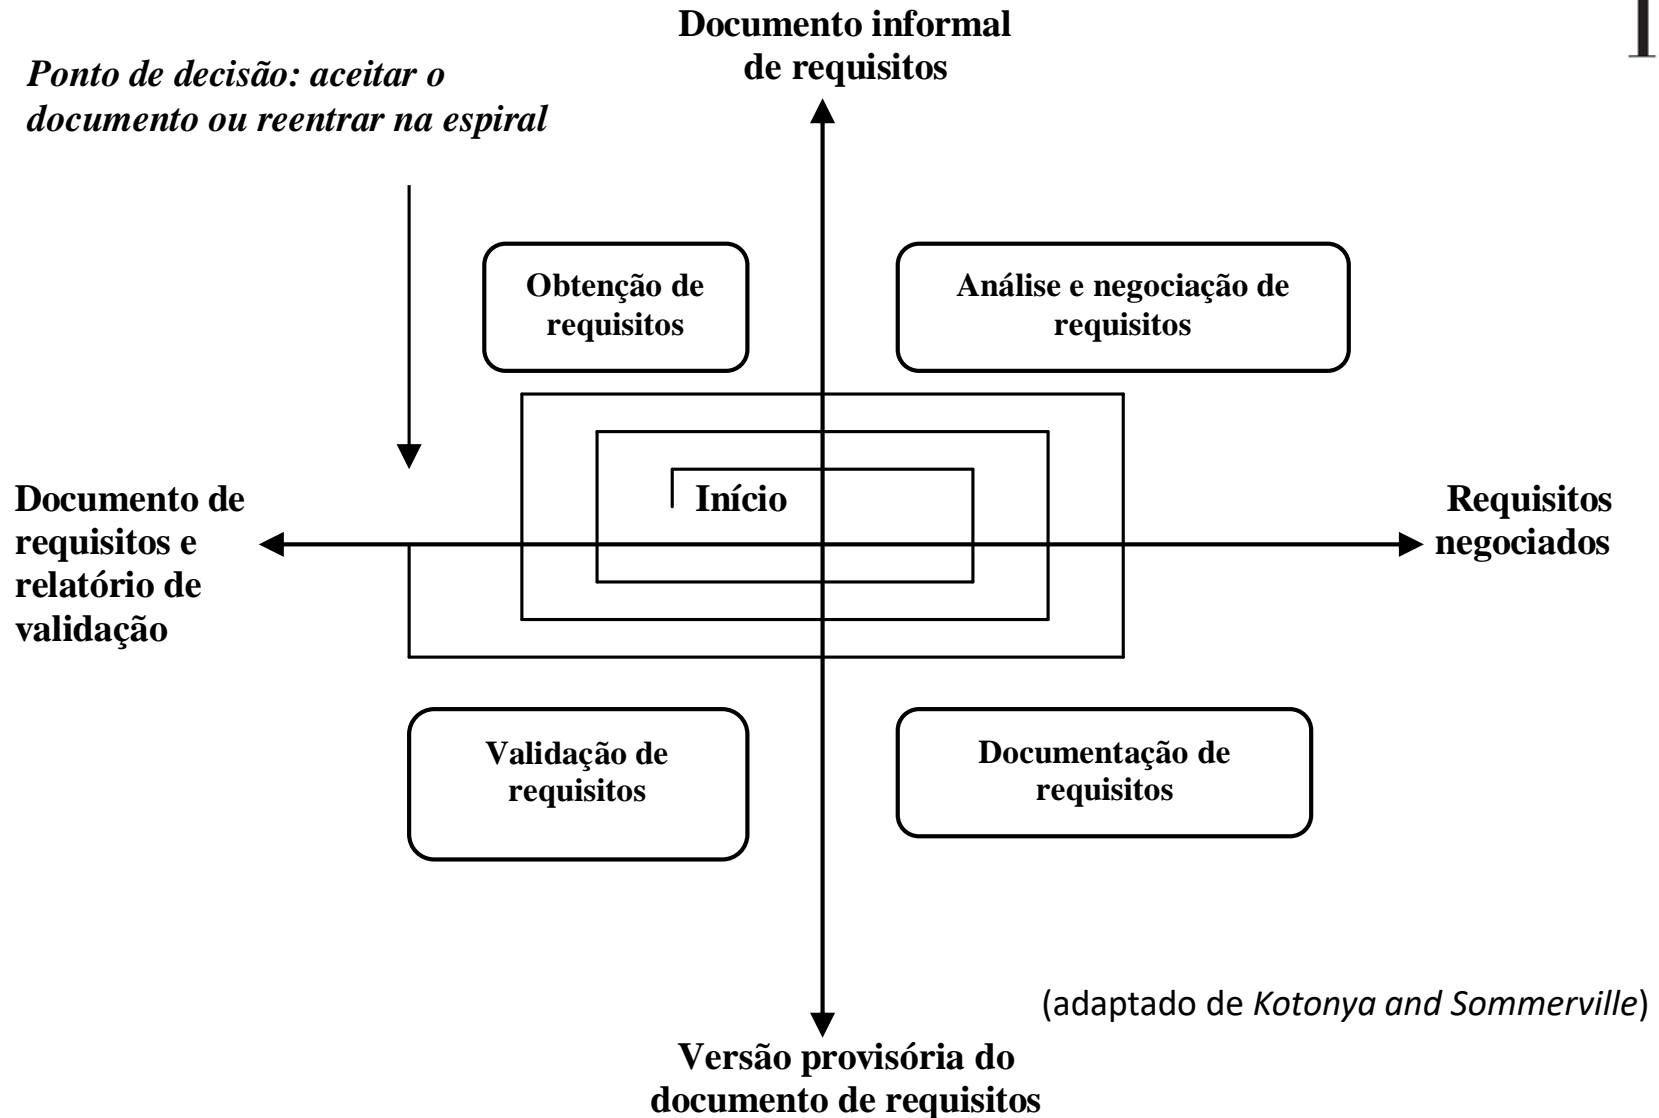 Documento informal
de requisitos
Ponto de decisão: aceitar o
documento ou reentrar na espiral
Obtenção de
requisitos
Análise e negociação de
requisitos
Início
Documento de
requisitos e
relatório de
validação
Requisitos
negociados
Validação de
requisitos
Documentação de
requisitos
(adaptado de Kotonya and Sommerville)
Versão provisória do
documento de requisitos